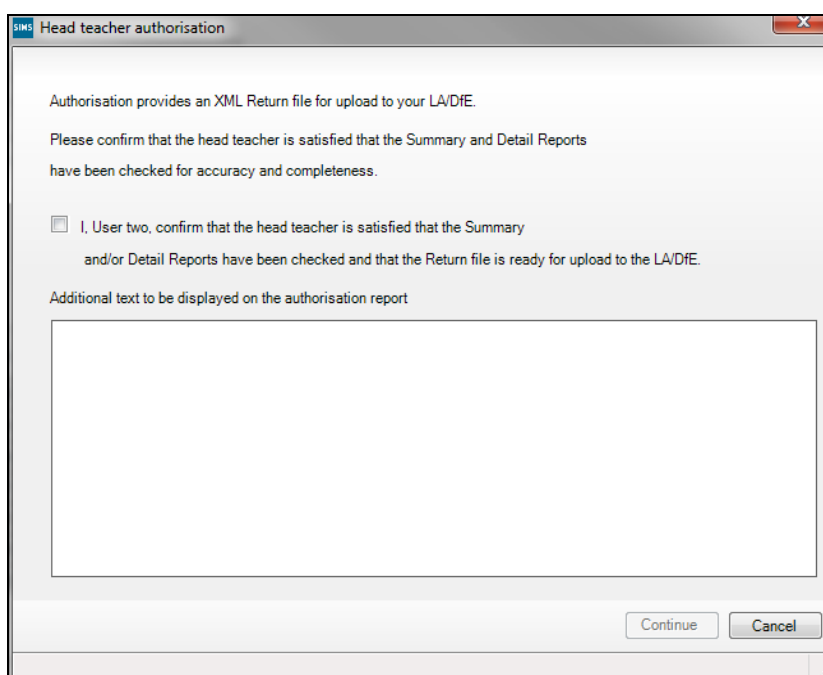 SIMS Head teacher authorisation
Authorisation provides an XML Return file for upload to your LA/DfE.
Please confirm that the head teacher is satisfied that the Summary and Detail Reports
have been checked for accuracy and completeness.
I, User two, confirm that the head teacher is satisfied that the Summary
and/or Detail Reports have been checked and that the Return file is ready for upload to the LA/DfE.
Additional text to be displayed on the authorisation report
Continue Cancel